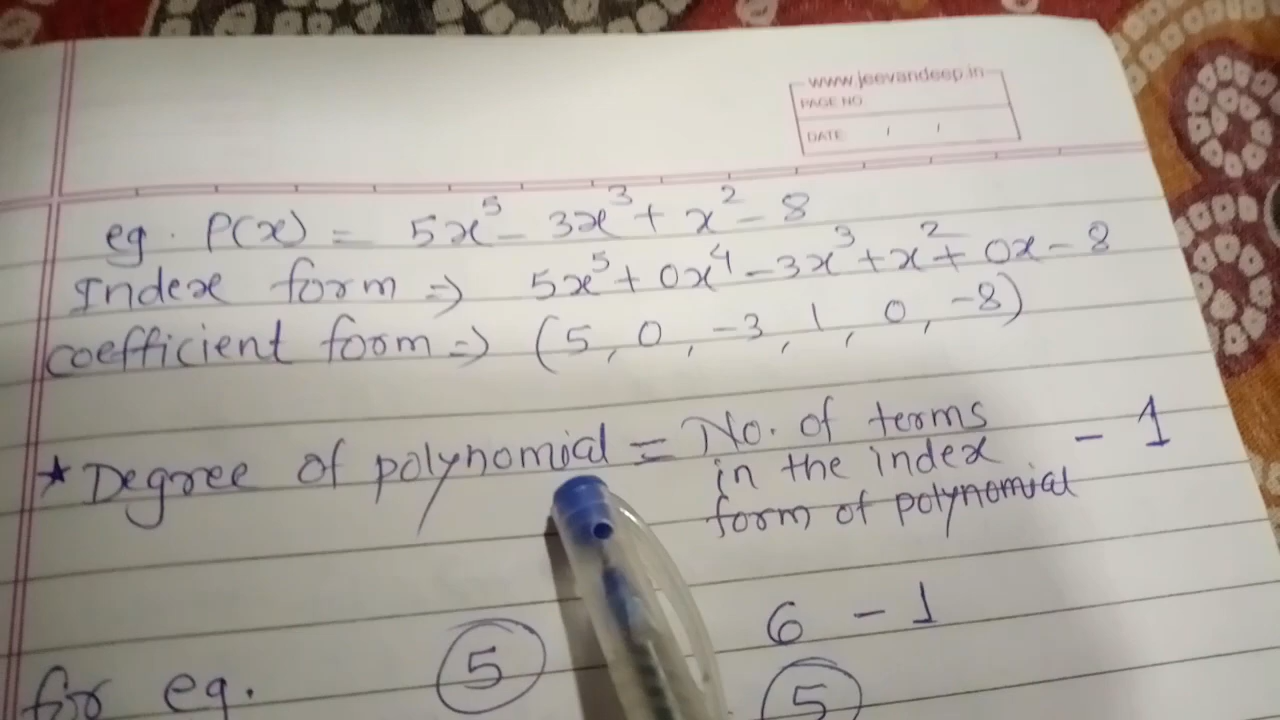 www.jeevandeep.in
PAGE NO.
DATE: / /
eg. P(x) = 5x⁵ - 3x³ + x² - 8
Index form ⇒ 5x⁵ + 0x⁴ - 3x³ + x² + 0x - 8
coefficient form ⇒ (5, 0, -3, 1, 0, -8)
★ Degree of polynomial = No. of terms in the index form of polynomial - 1
6 - 1
for eg. 5 5